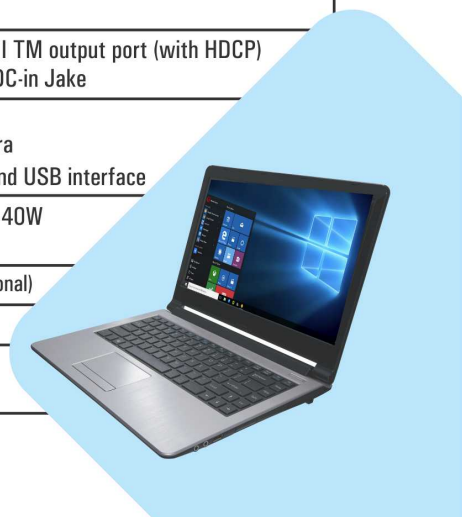 I TM output port (with HDCP)
DC-in Jake
ra
nd USB interface
40W
onal)